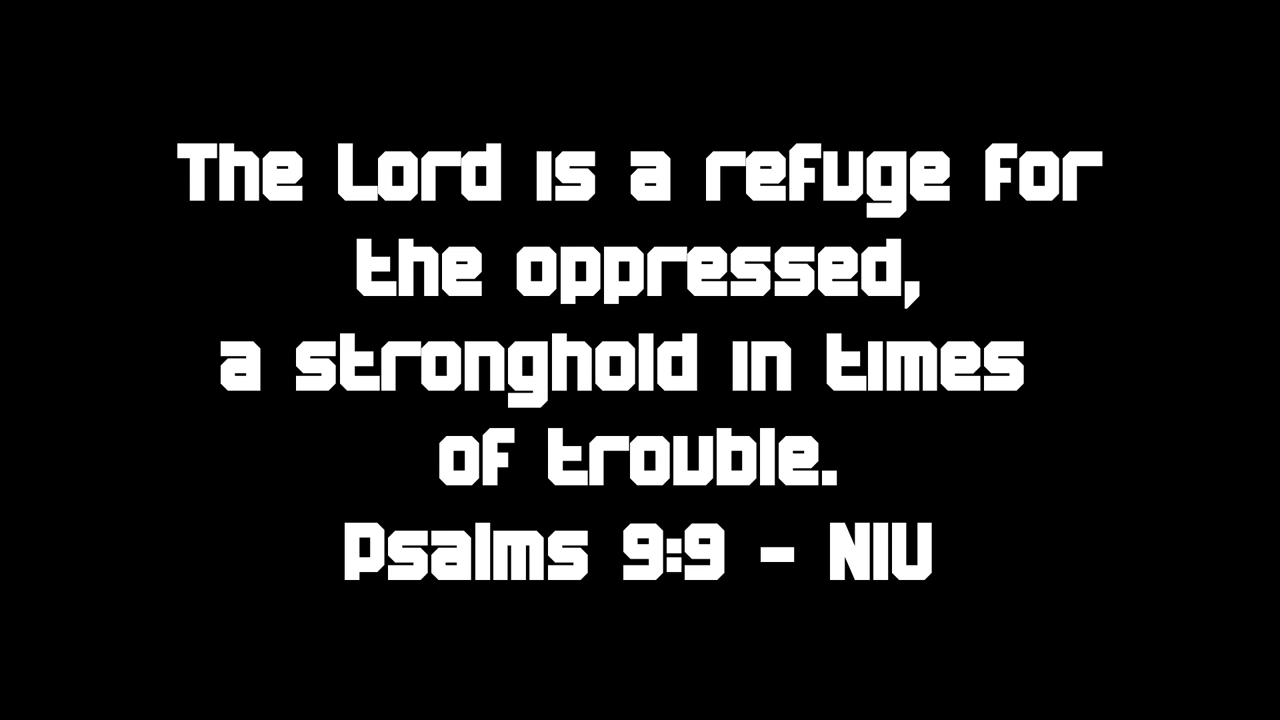 The Lord is a refuge for
the oppressed,
a stronghold in times
of trouble.
Psalms 9:9 - NIV